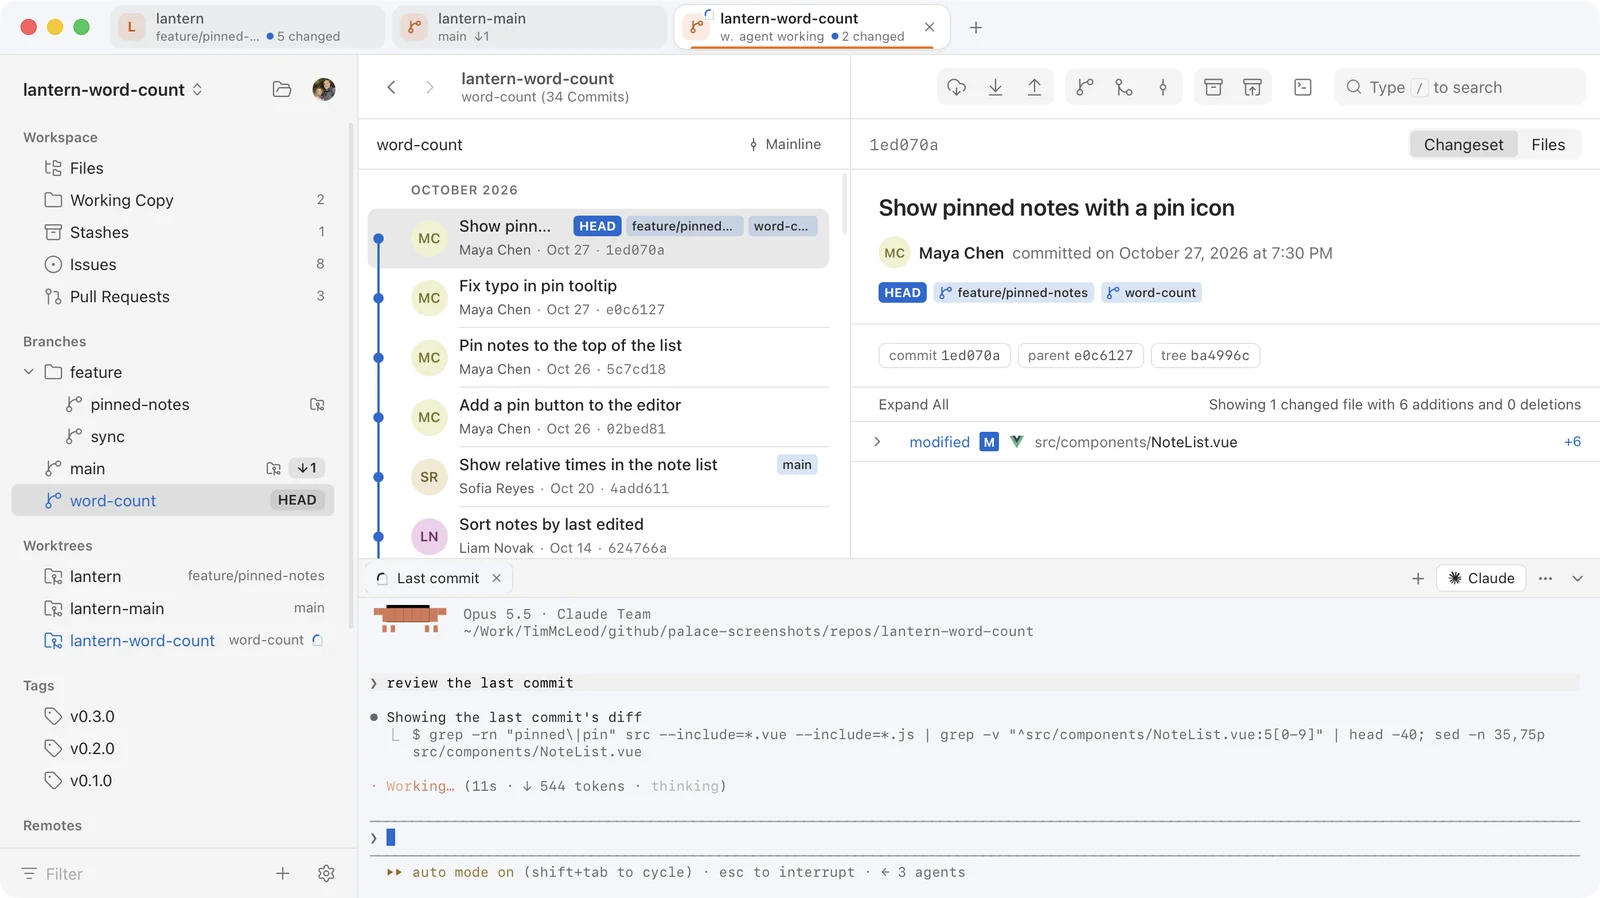 L
lantern
feature/pinned-... 5 changed
lantern-main
main ↓1
lantern-word-count
w. agent working 2 changed
lantern-word-count
lantern-word-count
word-count (34 Commits)
Type / to search
Workspace
Files
Working Copy 2
Stashes 1
Issues 8
Pull Requests 3
Branches
feature
pinned-notes
sync
main ↓1
word-count HEAD
Worktrees
lantern feature/pinned-notes
lantern-main main
lantern-word-count word-count
Tags
v0.3.0
v0.2.0
v0.1.0
Remotes
Filter
word-count Mainline
OCTOBER 2026
MC
Show pinn... HEAD feature/pinned... word-c...
Maya Chen · Oct 27 · 1ed070a
MC
Fix typo in pin tooltip
Maya Chen · Oct 27 · e0c6127
MC
Pin notes to the top of the list
Maya Chen · Oct 26 · 5c7cd18
MC
Add a pin button to the editor
Maya Chen · Oct 26 · 02bed81
SR
Show relative times in the note list main
Sofia Reyes · Oct 20 · 4add611
LN
Sort notes by last edited
Liam Novak · Oct 14 · 624766a
1ed070a Changeset Files
Show pinned notes with a pin icon
MC Maya Chen committed on October 27, 2026 at 7:30 PM
HEAD feature/pinned-notes word-count
commit 1ed070a parent e0c6127 tree ba4996c
Expand All Showing 1 changed file with 6 additions and 0 deletions
modified M src/components/NoteList.vue +6
Last commit
Claude
Opus 5.5 · Claude Team
~/Work/TimMcLeod/github/palace-screenshots/repos/lantern-word-count
❯ review the last commit
● Showing the last commit's diff
⎿ $ grep -rn "pinned\|pin" src --include=*.vue --include=*.js | grep -v "^src/components/NoteList.vue:5[0-9]" | head -40; sed -n 35,75p
src/components/NoteList.vue
· Working… (11s · ↓ 544 tokens · thinking)
❯
⏵⏵ auto mode on (shift+tab to cycle) · esc to interrupt · ← 3 agents